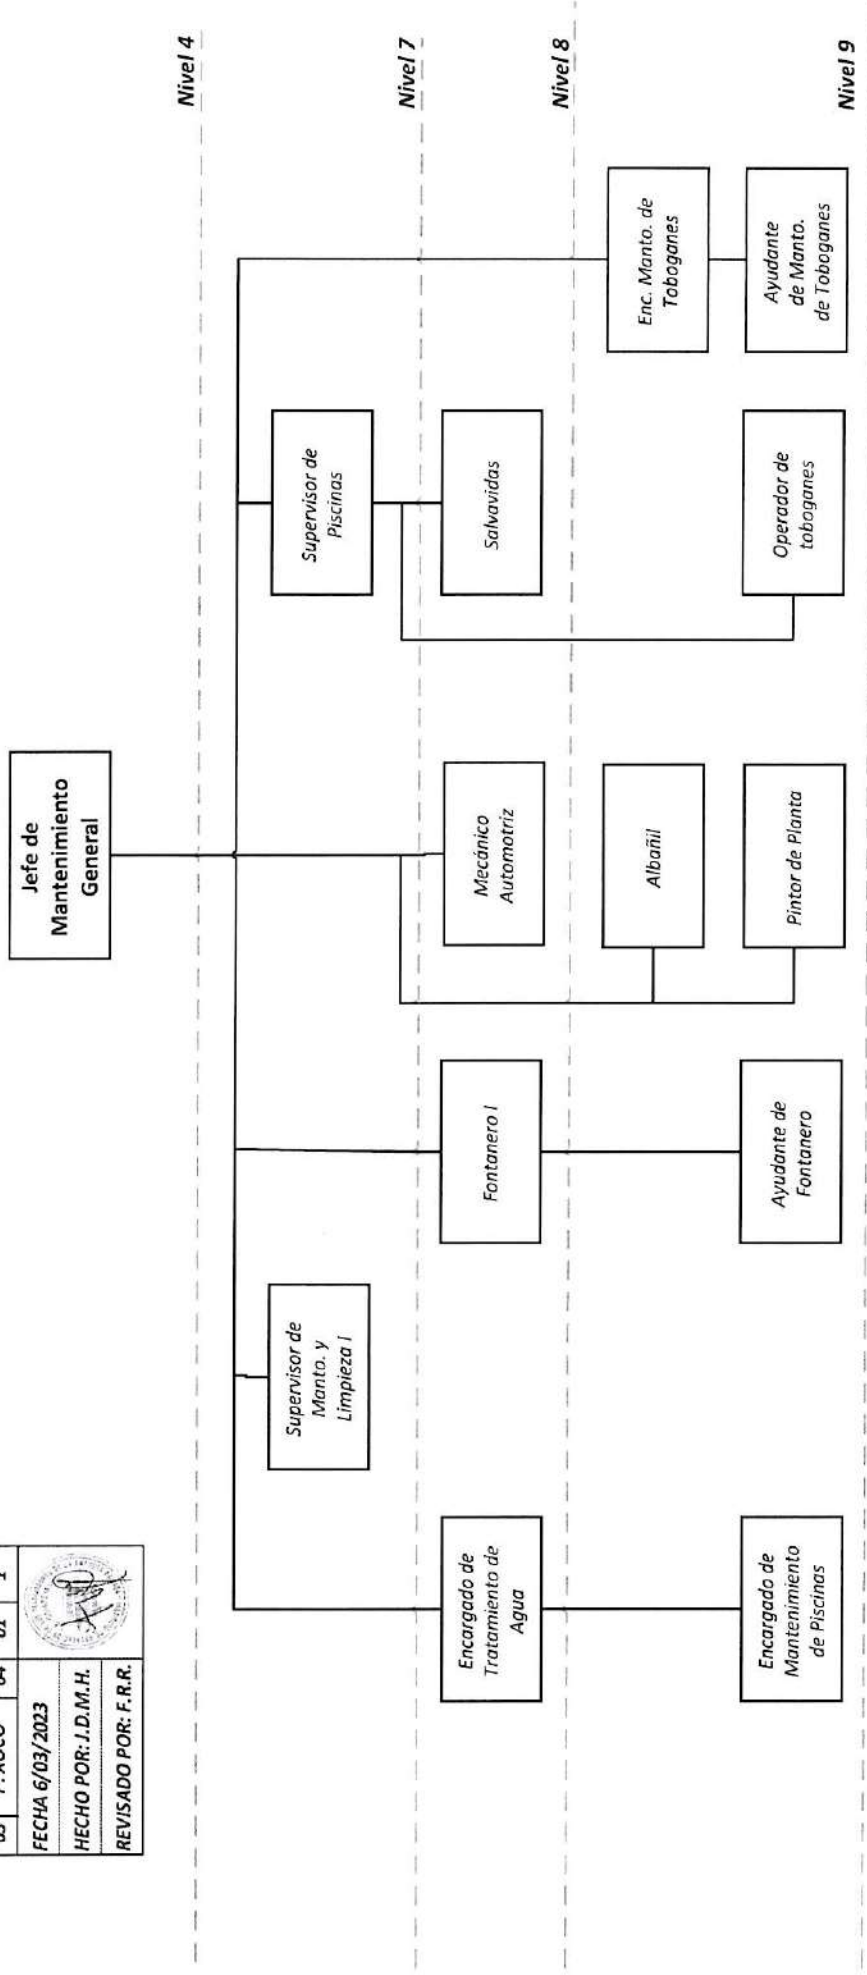 Jefe de
Mantenimiento
General
Nivel 4
Supervisor de
Manto. y
Limpieza I
Supervisor de
Piscinas
Nivel 7
Encargado de
Tratamiento de
Agua
Fontanero I
Mecánico
Automotriz
Salvavidas
Nivel 8
Albañil
Enc. Manto. de
Toboganes
Encargado de
Mantenimiento
de Piscinas
Ayudante de
Fontanero
Pintor de Planta
Operador de
toboganes
Ayudante
de Manto.
de Toboganes
Nivel 9
FECHA 6/03/2023
HECHO POR: J.D.M.H.
REVISADO POR: F.R.R.